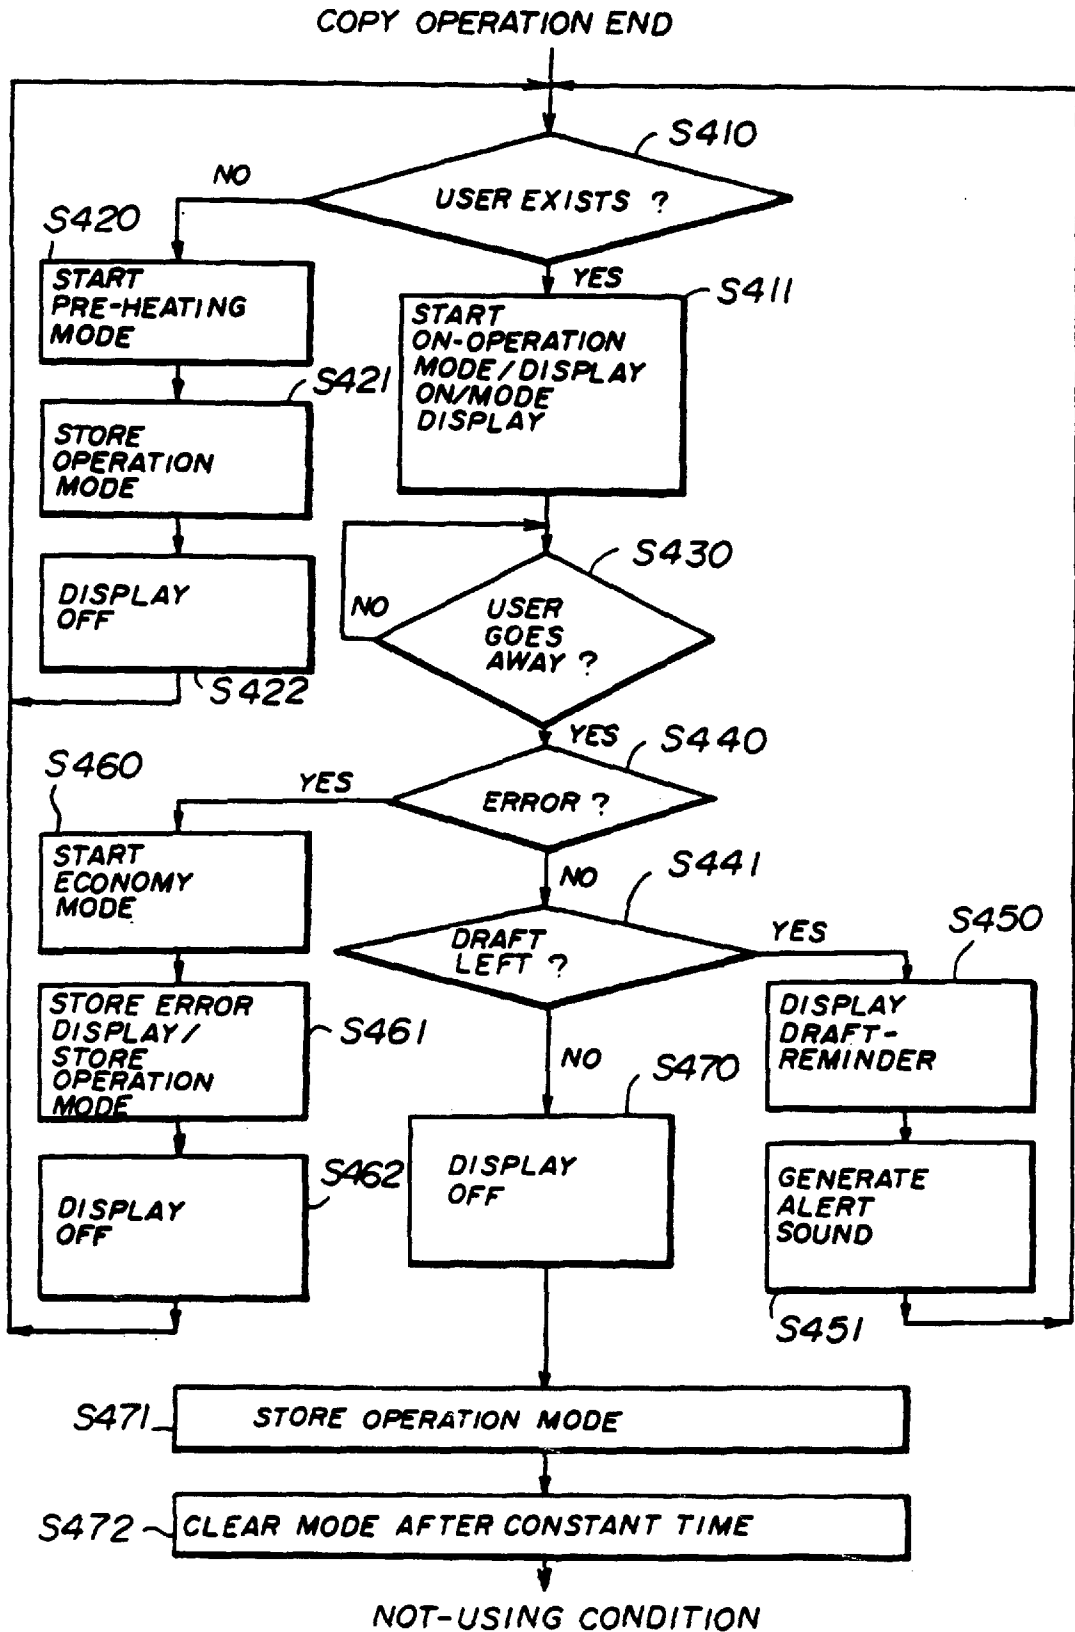 COPY OPERATION END
S410
NO
USER EXISTS ?
S420
START
PRE-HEATING
MODE
YES
S411
START
ON-OPERATION
MODE/DISPLAY
ON/MODE
DISPLAY
S421
STORE
OPERATION
MODE
S430
DISPLAY
OFF
NO
USER
GOES
AWAY ?
S422
YES
S440
S460
YES
ERROR ?
START
ECONOMY
MODE
NO
S441
DRAFT
LEFT ?
YES
S450
STORE ERROR
DISPLAY/
STORE
OPERATION
MODE
S461
DISPLAY
DRAFT-
REMINDER
NO
S470
DISPLAY
OFF
S462
DISPLAY
OFF
GENERATE
ALERT
SOUND
S451
S471
STORE OPERATION MODE
S472
CLEAR MODE AFTER CONSTANT TIME
NOT-USING CONDITION